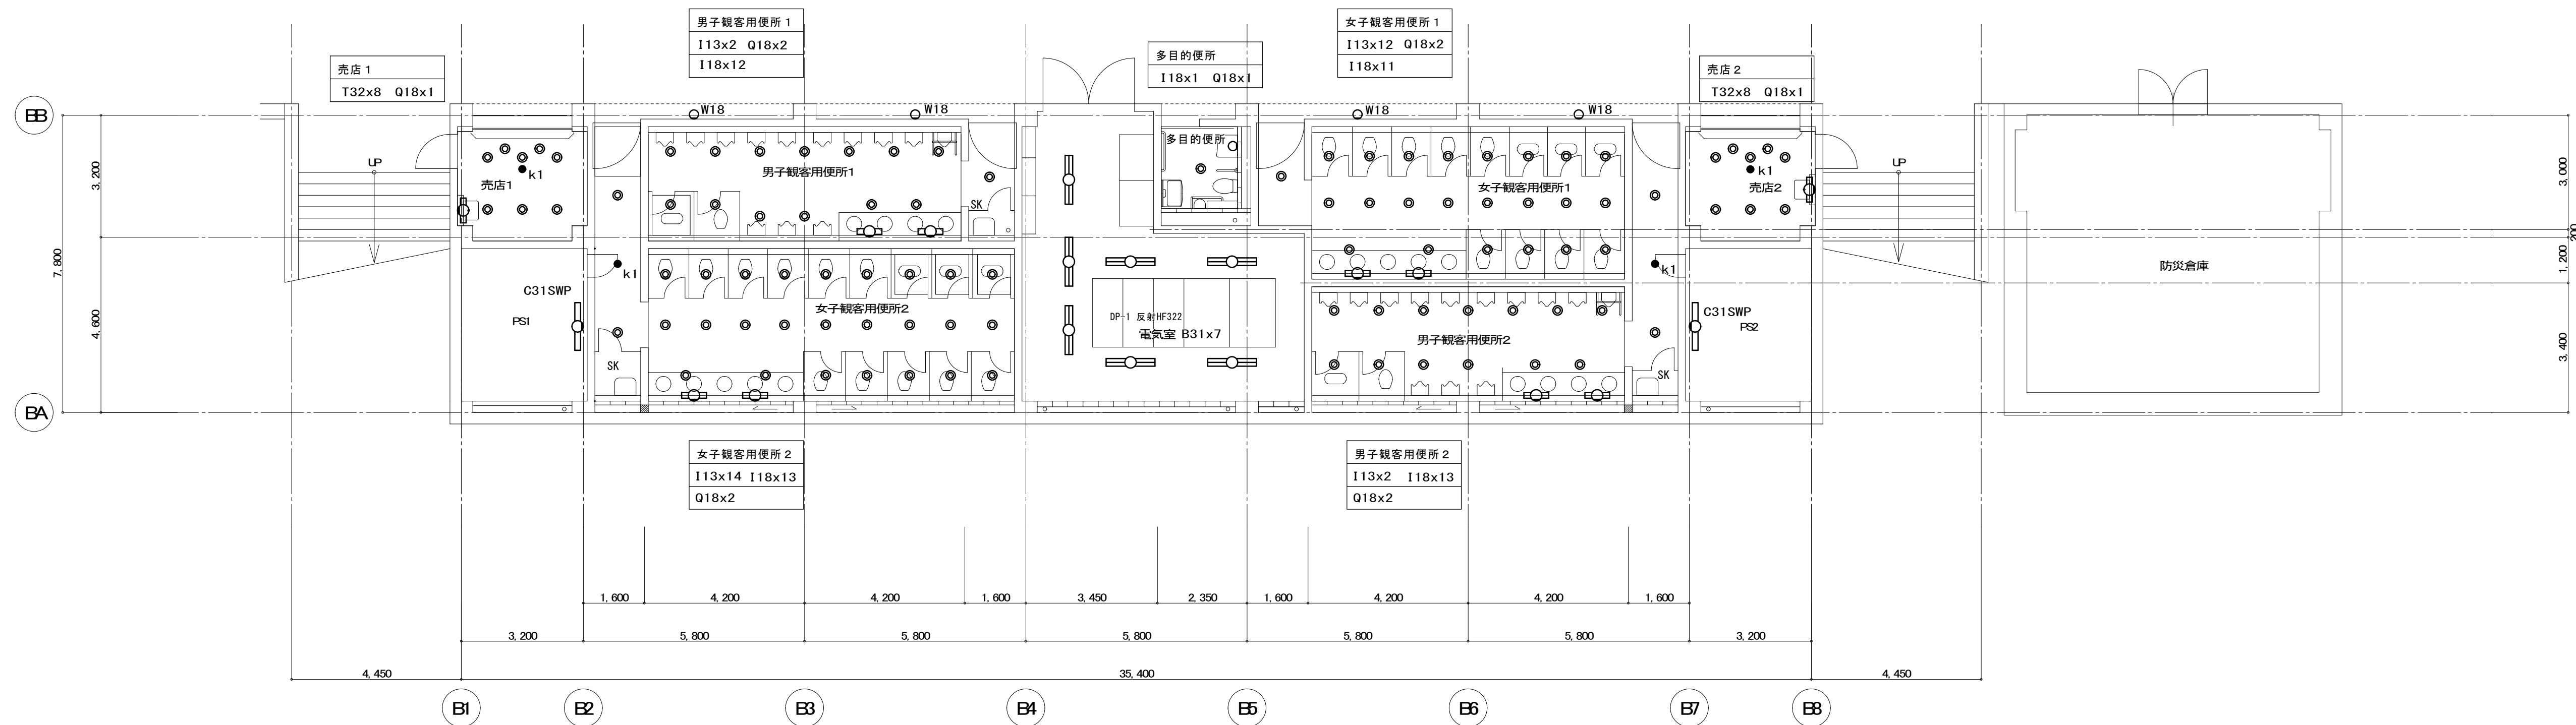 男子観客用便所1
I13x2 Q18x2
I18x12
女子観客用便所1
I13x12 Q18x2
I18x11
売店1
T32x8 Q18x1
多目的便所
I18x1 Q18x1
売店2
T32x8 Q18x1
BB
W18
W18
W18
W18
UP
k1
売店1
男子観客用便所1
SK
多目的便所
女子観客用便所1
k1
売店2
UP
3,200
7,800
4,600
3,000
200
1,200
3,400
k1
C31SWP
PS1
SK
女子観客用便所2
DP-1 反射HF322
電気室 B31x7
男子観客用便所2
k1
C31SWP
PS2
SK
防災倉庫
BA
女子観客用便所2
I13x14 I18x13
Q18x2
男子観客用便所2
I13x2 I18x13
Q18x2
1,600
4,200
4,200
1,600
3,450
2,350
1,600
4,200
4,200
1,600
3,200
5,800
5,800
5,800
5,800
5,800
3,200
4,450
35,400
4,450
B1
B2
B3
B4
B5
B6
B7
B8